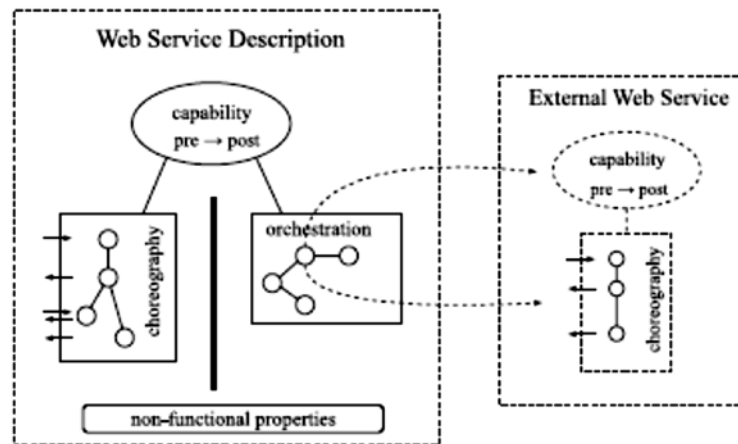 Web Service Description
capability
pre → post
choreography
orchestration
non-functional properties
External Web Service
capability
pre → post
choreography